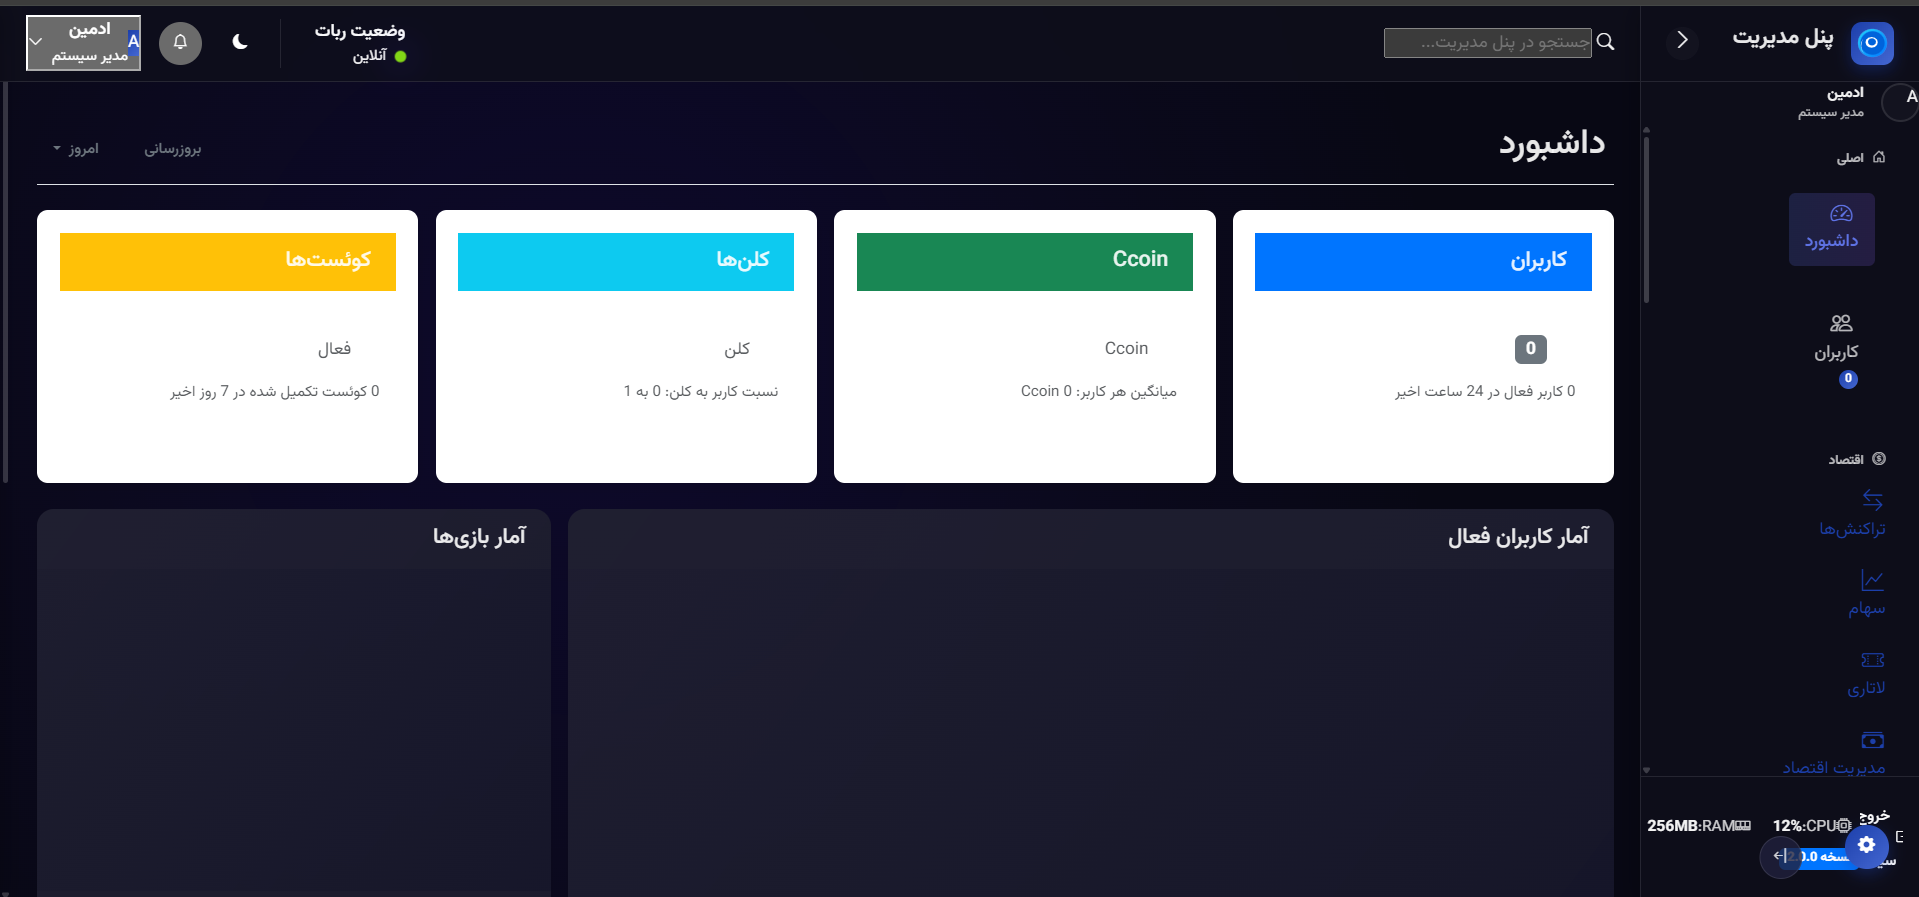 پنل مدیریت
جستجو در پنل مدیریت...
وضعیت ربات
آنلاین
ادمین
مدیر سیستم
A
A
ادمین
مدیر سیستم
اصلی
داشبورد
کاربران
0
اقتصاد
تراکنش‌ها
سهام
لاتاری
مدیریت اقتصاد
خروج
CPU:12%
RAM:256MB
نسخه 2.0.0
داشبورد
بروزرسانی
امروز
کاربران
0
0 کاربر فعال در 24 ساعت اخیر
Ccoin
Ccoin
میانگین هر کاربر: 0 Ccoin
کلن‌ها
کلن
نسبت کاربر به کلن: 0 به 1
کوئست‌ها
فعال
0 کوئست تکمیل شده در 7 روز اخیر
آمار کاربران فعال
آمار بازی‌ها